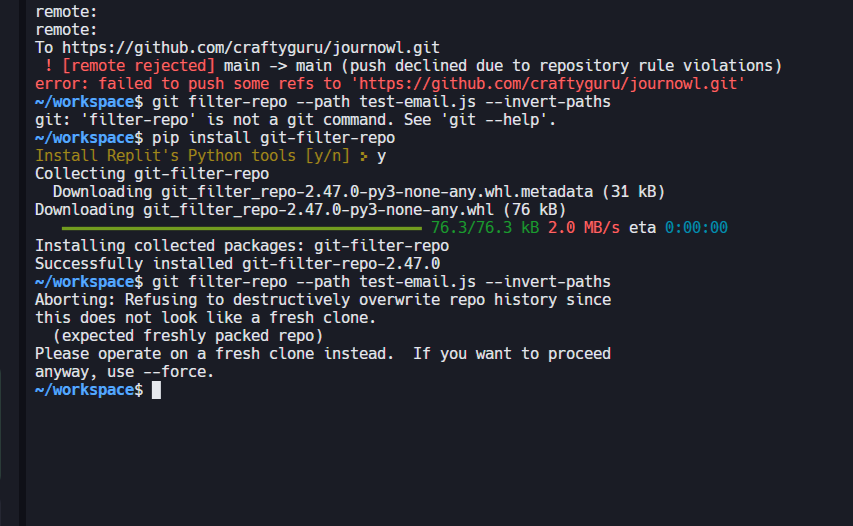 remote:
remote:
To https://github.com/craftyguru/journowl.git
 ! [remote rejected] main -> main (push declined due to repository rule violations)
error: failed to push some refs to 'https://github.com/craftyguru/journowl.git'
~/workspace$ git filter-repo --path test-email.js --invert-paths
git: 'filter-repo' is not a git command. See 'git --help'.
~/workspace$ pip install git-filter-repo
Install Replit's Python tools [y/n] : y
Collecting git-filter-repo
  Downloading git_filter_repo-2.47.0-py3-none-any.whl.metadata (31 kB)
Downloading git_filter_repo-2.47.0-py3-none-any.whl (76 kB)
76.3/76.3 kB 2.0 MB/s eta 0:00:00
Installing collected packages: git-filter-repo
Successfully installed git-filter-repo-2.47.0
~/workspace$ git filter-repo --path test-email.js --invert-paths
Aborting: Refusing to destructively overwrite repo history since
this does not look like a fresh clone.
  (expected freshly packed repo)
Please operate on a fresh clone instead.  If you want to proceed
anyway, use --force.
~/workspace$